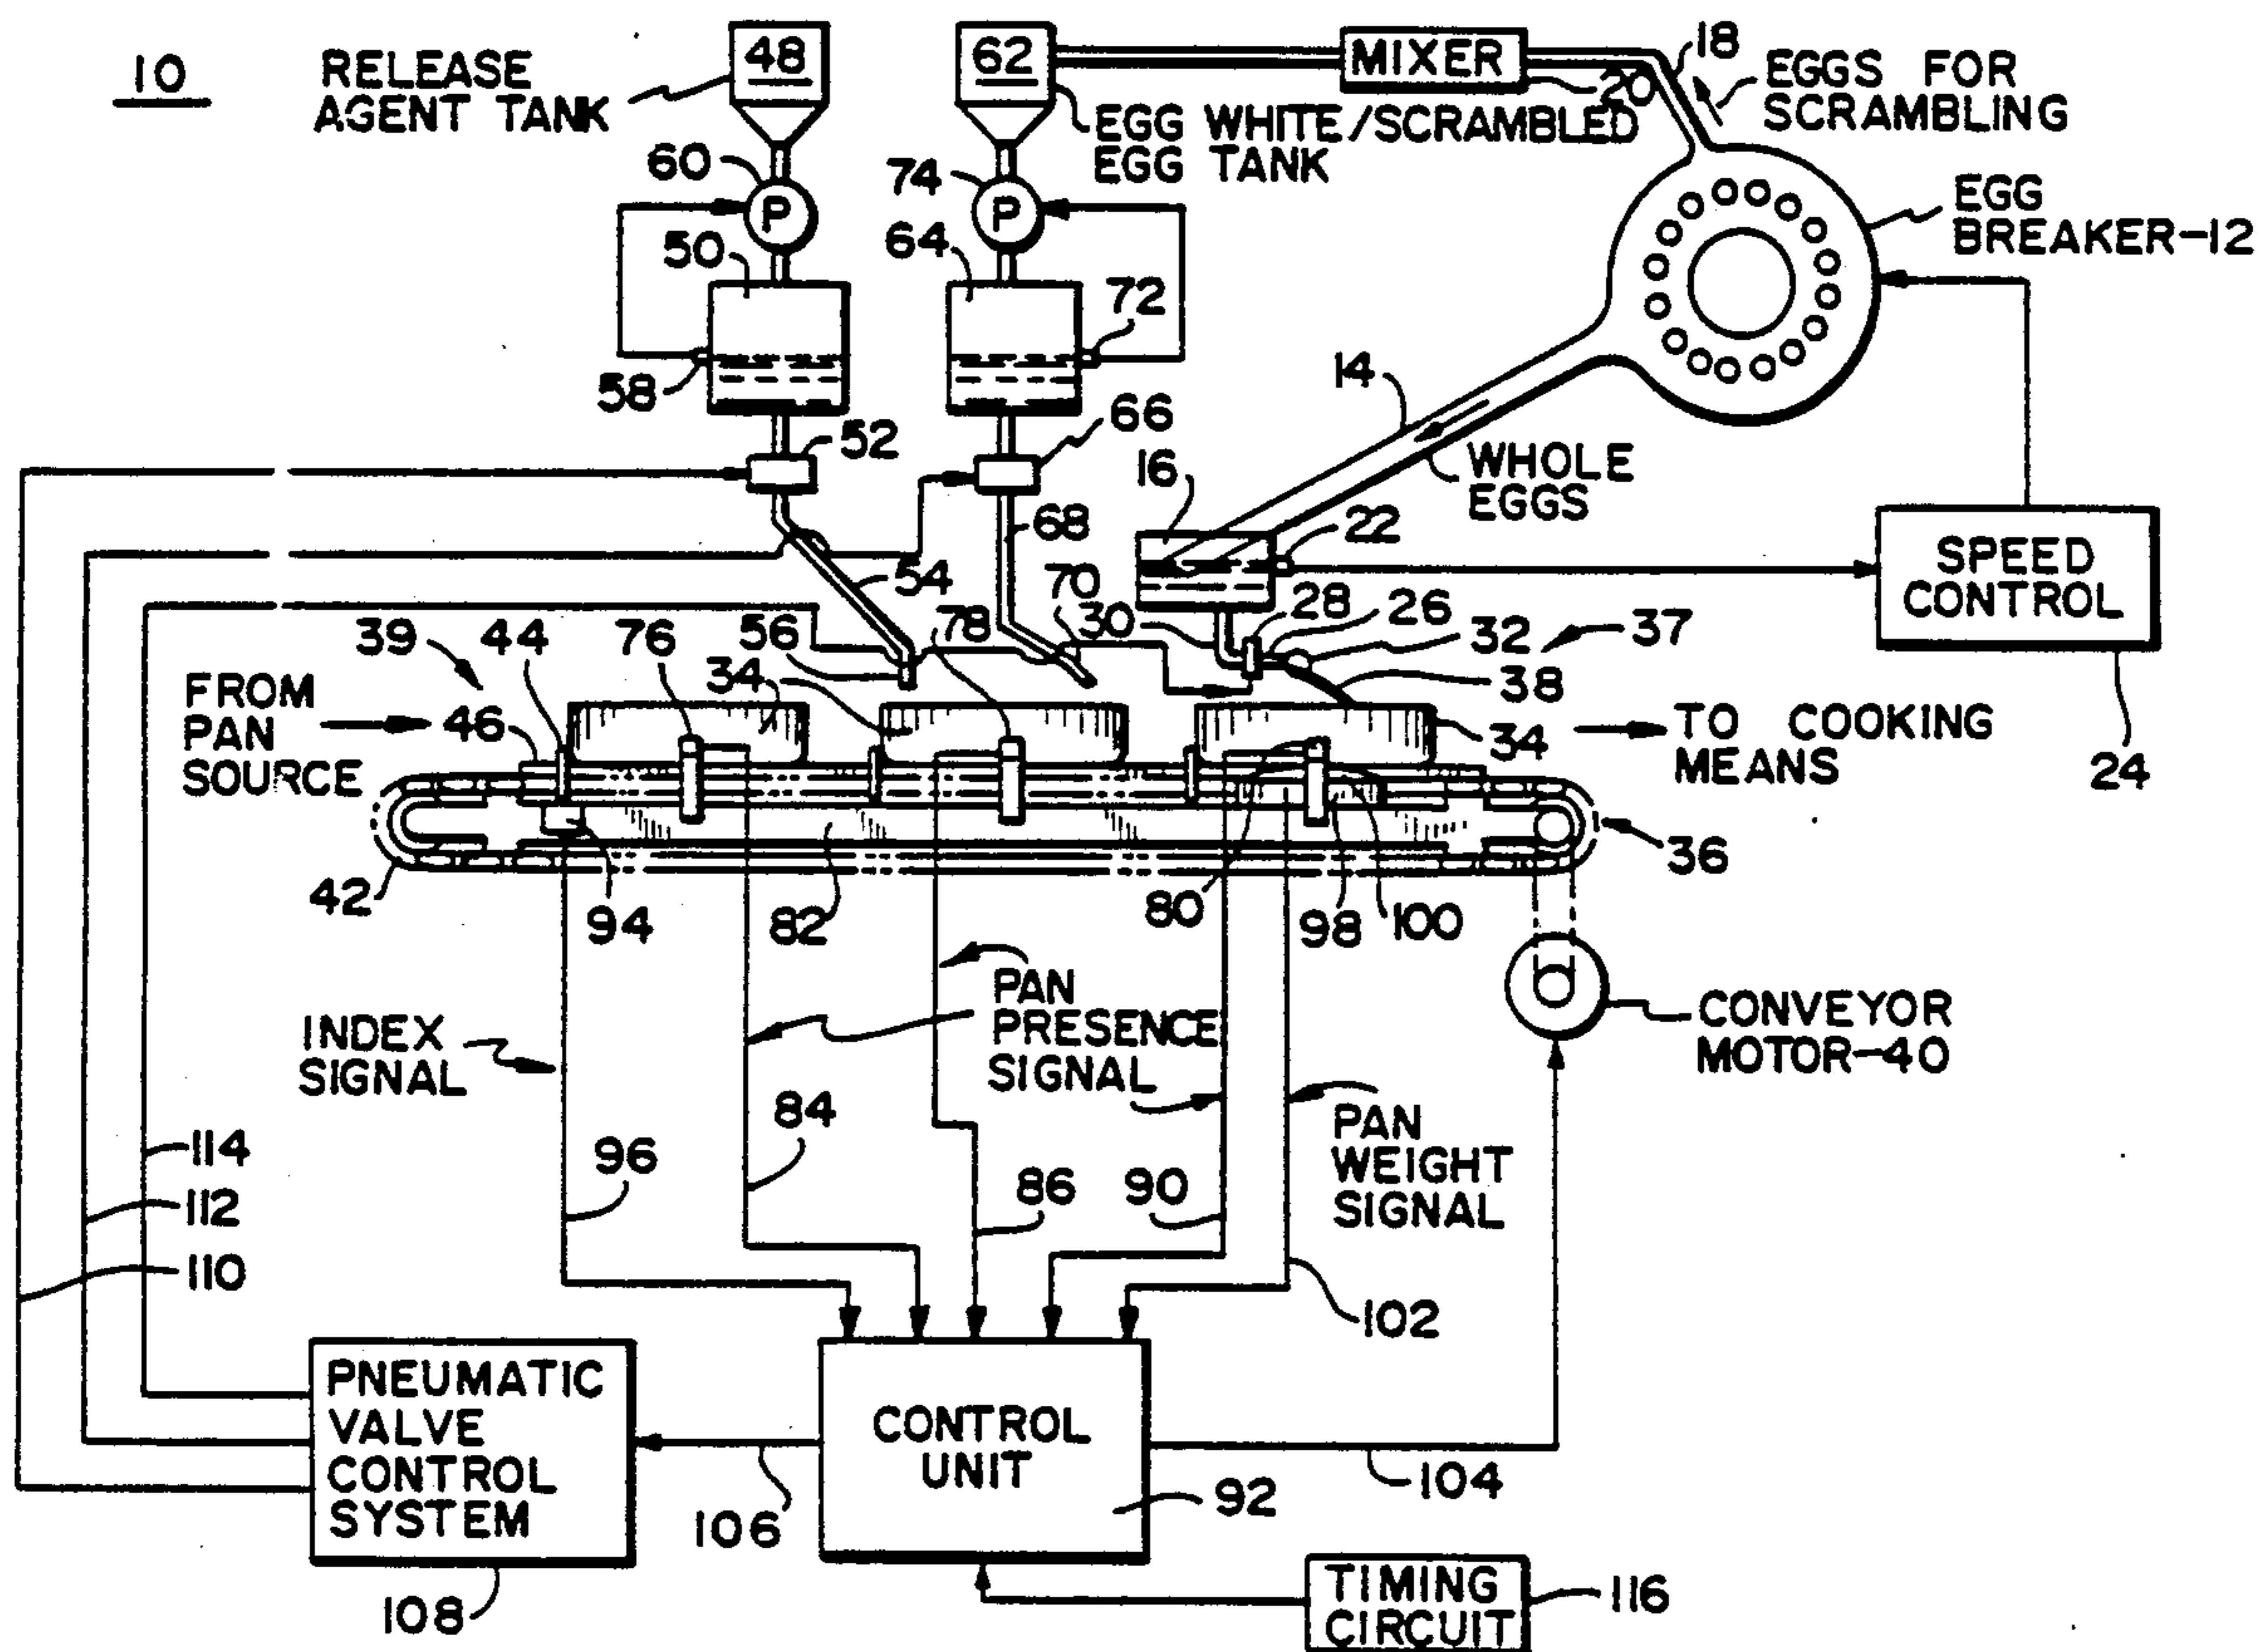 10
RELEASE
AGENT TANK
48
62
MIXER
20
18
EGGS FOR
SCRAMBLING
EGG WHITE/SCRAMBLED
EGG TANK
60
P
74
P
EGG
BREAKER-12
50
64
72
58
14
52
66
16
WHOLE
EGGS
68
22
SPEED
CONTROL
54
70
30
28
26
32
37
39
44
76
34
56
78
38
FROM
PAN
SOURCE
46
34
TO COOKING
MEANS
24
36
42
94
82
80
98
100
INDEX
SIGNAL
PAN
PRESENCE
SIGNAL
CONVEYOR
MOTOR-40
84
PAN
WEIGHT
SIGNAL
114
96
86
90
112
110
102
PNEUMATIC
VALVE
CONTROL
SYSTEM
CONTROL
UNIT
106
92
104
108
TIMING
CIRCUIT
116